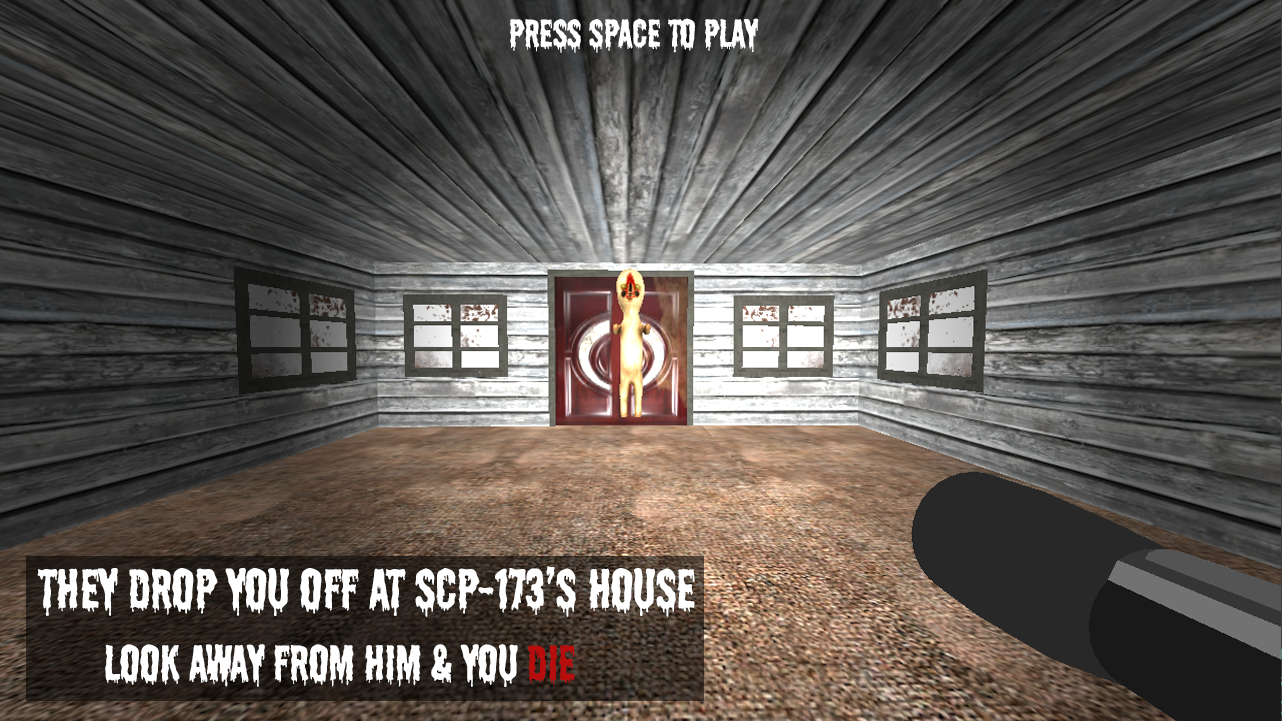 PRESS SPACE TO PLAY
THEY DROP YOU OFF AT SCP-173'S HOUSE
LOOK AWAY FROM HIM & YOU DIE